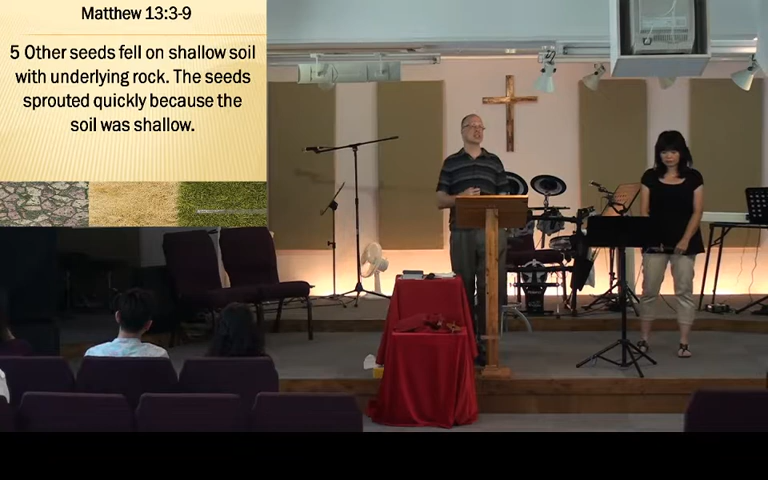 Matthew 13:3-9
5 Other seeds fell on shallow soil
with underlying rock. The seeds
sprouted quickly because the
soil was shallow.